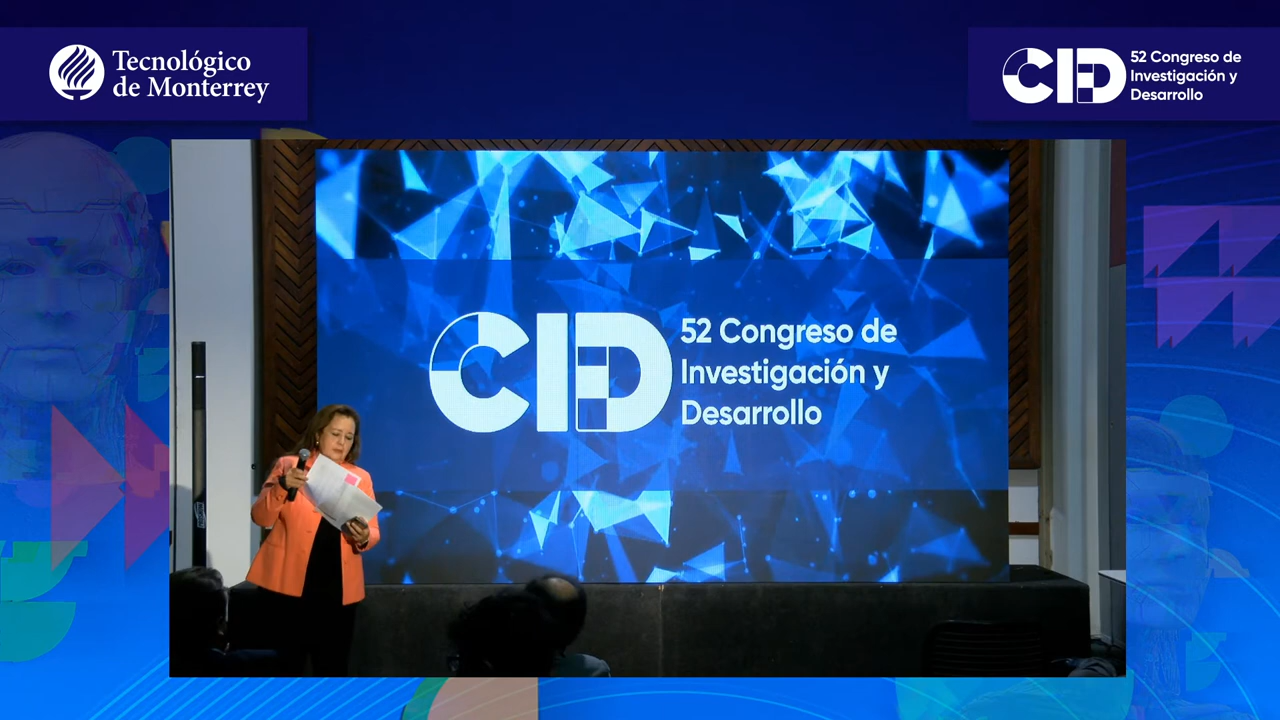 Tecnológico
de Monterrey
CID
52 Congreso de
Investigación y
Desarrollo
CID
52 Congreso de
Investigación y
Desarrollo